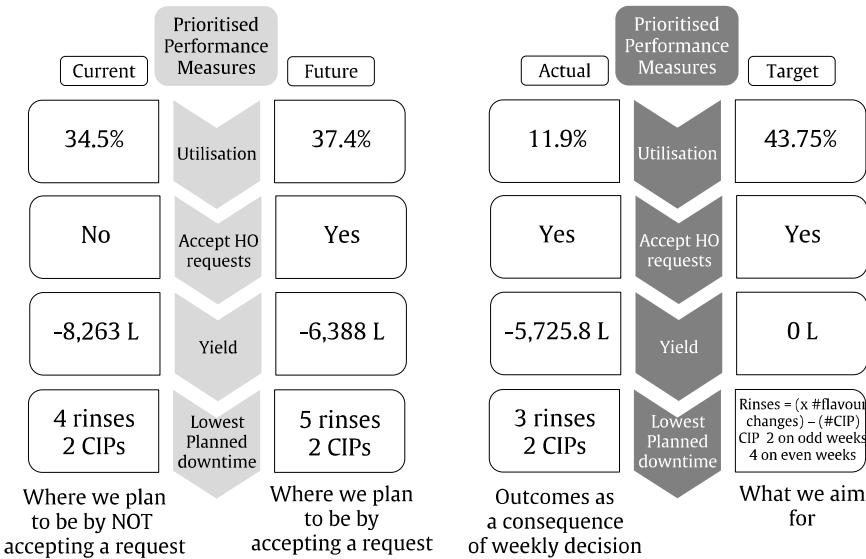 Prioritised
Performance
Measures
Current
Future
34.5%
Utilisation
37.4%
No
Accept HO
requests
Yes
-8,263 L
Yield
-6,388 L
4 rinses
2 CIPs
Lowest
Planned
downtime
5 rinses
2 CIPs
Where we plan
to be by NOT
accepting a request
Where we plan
to be by
accepting a request
Prioritised
Performance
Measures
Actual
Target
11.9%
Utilisation
43.75%
Yes
Accept HO
requests
Yes
-5,725.8 L
Yield
0 L
3 rinses
2 CIPs
Lowest
Planned
downtime
Rinses = (x #flavour
changes) – (#CIP)
CIP 2 on odd weeks
4 on even weeks
Outcomes as
a consequence
of weekly decision
What we aim
for